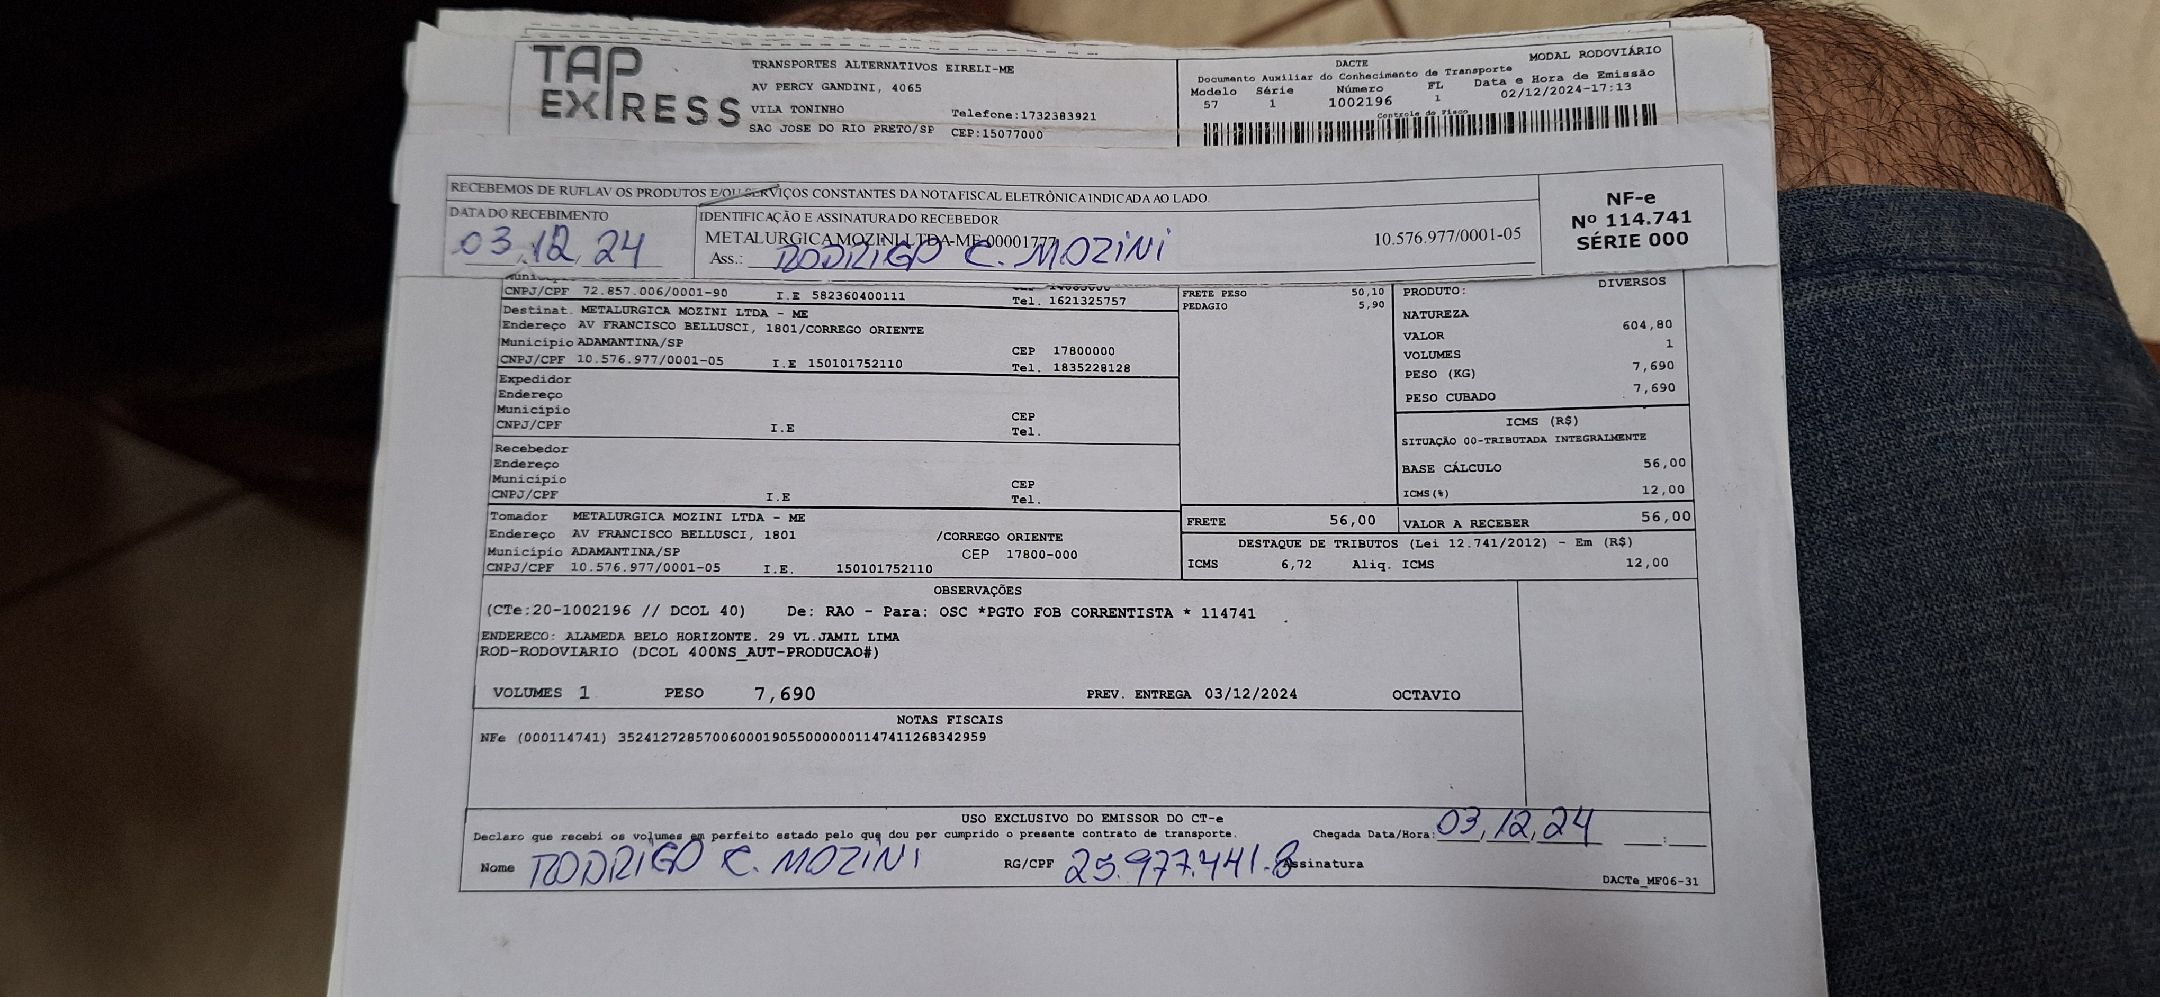 TAP EXPRESS
TRANSPORTES ALTERNATIVOS EIRELI-ME
AV PERCY GANDINI, 4065
VILA TONINHO Telefone:1732383921
SAO JOSE DO RIO PRETO/SP CEP:15077000
DACTE MODAL RODOVIÁRIO
Documento Auxiliar do Conhecimento de Transporte
Modelo Série Número FL Data e Hora de Emissão
57 1 1002196 1 02/12/2024-17:13
Controle do Fisco
RECEBEMOS DE RUFLAV OS PRODUTOS E/OU SERVIÇOS CONSTANTES DA NOTA FISCAL ELETRÔNICA INDICADA AO LADO
DATA DO RECEBIMENTO
03.12.24
IDENTIFICAÇÃO E ASSINATURA DO RECEBEDOR
METALURGICA MOZINI LTDA-ME-00001777 10.576.977/0001-05
Ass.: RODRIGO C. MOZINI
NF-e
Nº 114.741
SÉRIE 000
CNPJ/CPF 72.857.006/0001-90 I.E 582360400111 Tel. 1621325757
Destinat. METALURGICA MOZINI LTDA - ME
Endereço AV FRANCISCO BELLUSCI, 1801/CORREGO ORIENTE
Município ADAMANTINA/SP CEP 17800000
CNPJ/CPF 10.576.977/0001-05 I.E 150101752110 Tel. 1835228128
Expedidor
Endereço
Município CEP
CNPJ/CPF I.E Tel.
Recebedor
Endereço
Município CEP
CNPJ/CPF I.E Tel.
Tomador METALURGICA MOZINI LTDA - ME
Endereço AV FRANCISCO BELLUSCI, 1801 /CORREGO ORIENTE
Município ADAMANTINA/SP CEP 17800-000
CNPJ/CPF 10.576.977/0001-05 I.E. 150101752110
FRETE PESO 50,10
PEDAGIO 5,90
FRETE 56,00
PRODUTO: DIVERSOS
NATUREZA
VALOR 604,80
VOLUMES 1
PESO (KG) 7,690
PESO CUBADO 7,690
ICMS (R$)
SITUAÇÃO 00-TRIBUTADA INTEGRALMENTE
BASE CÁLCULO 56,00
ICMS(%) 12,00
VALOR A RECEBER 56,00
DESTAQUE DE TRIBUTOS (Lei 12.741/2012) - Em (R$)
ICMS 6,72 Aliq. ICMS 12,00
OBSERVAÇÕES
(CTe:20-1002196 // DCOL 40) De: RAO - Para: OSC *PGTO FOB CORRENTISTA * 114741
ENDERECO: ALAMEDA BELO HORIZONTE. 29 VL.JAMIL LIMA
ROD-RODOVIARIO (DCOL 400NS_AUT-PRODUCAO#)
VOLUMES 1 PESO 7,690 PREV. ENTREGA 03/12/2024 OCTAVIO
NOTAS FISCAIS
NFe (000114741) 35241272857006000190550000001147411268342959
USO EXCLUSIVO DO EMISSOR DO CT-e
Declaro que recebi os volumes em perfeito estado pelo que dou por cumprido o presente contrato de transporte. Chegada Data/Hora: 03,12,24 :
Nome RODRIGO C. MOZINI RG/CPF 25.977.441.8 Assinatura
DACTe_MF06-31